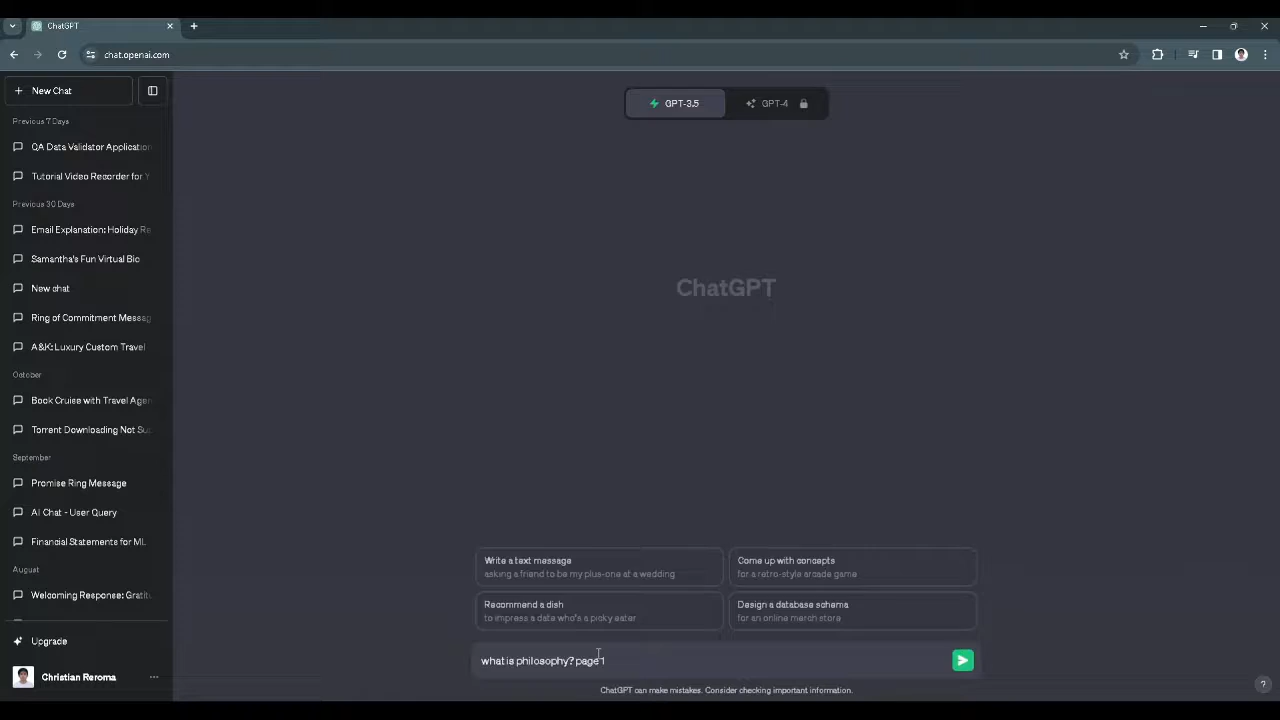 ChatGPT
chat.openai.com
New Chat
Previous 7 Days
QA Data Validator Application
Tutorial Video Recorder for Y
Previous 30 Days
Email Explanation: Holiday Re
Samantha's Fun Virtual Bio
New chat
Ring of Commitment Messag
A&K: Luxury Custom Travel
October
Book Cruise with Travel Agen
Torrent Downloading Not Su
September
Promise Ring Message
AI Chat - User Query
Financial Statements for ML
August
Welcoming Response: Gratit
Upgrade
Christian Reroma
GPT-3.5
GPT-4
ChatGPT
Write a text message
asking a friend to be my plus-one at a wedding
Come up with concepts
for a retro-style arcade game
Recommend a dish
to impress a date who's a picky eater
Design a database schema
for an online merch store
what is philosophy? page 1
ChatGPT can make mistakes. Consider checking important information.
?